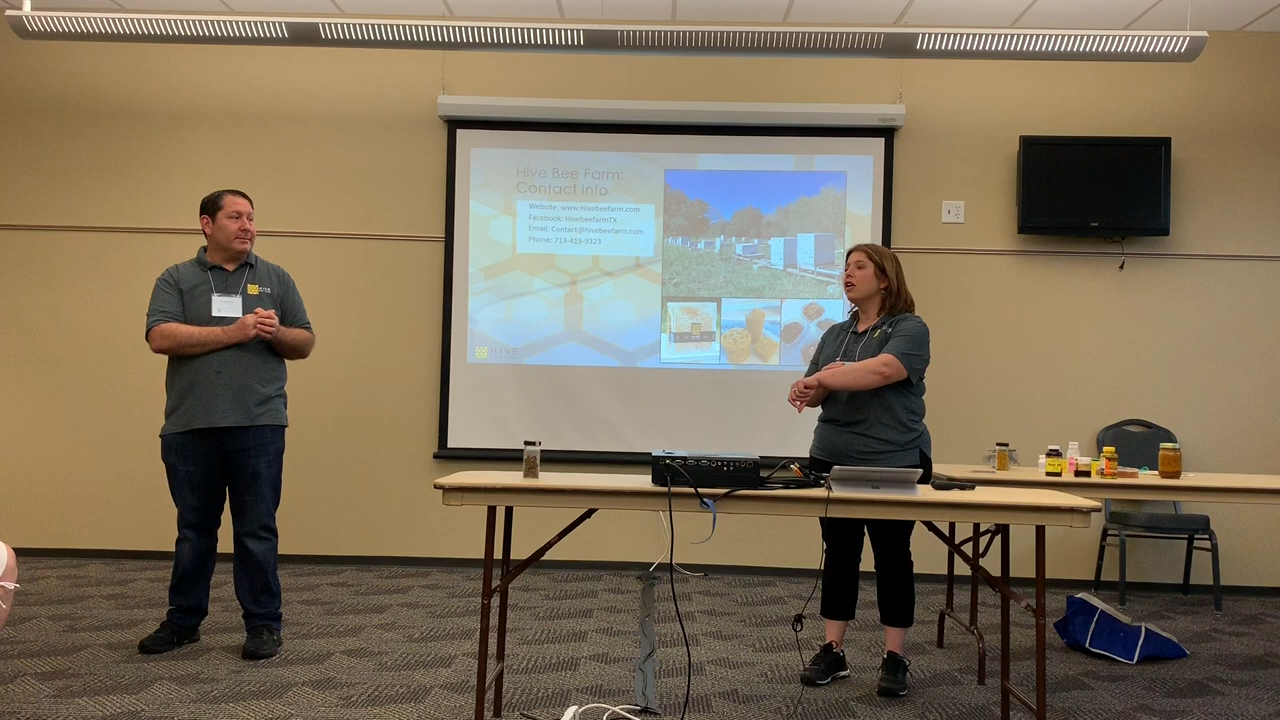 Hive Bee Farm:
Contact Info
Website: www.Hivebeefarm.com
Facebook: HivebeefarmTX
Email: Contact@hivebeefarm.com
Phone: 713-419-9323
HIVE
HIVE